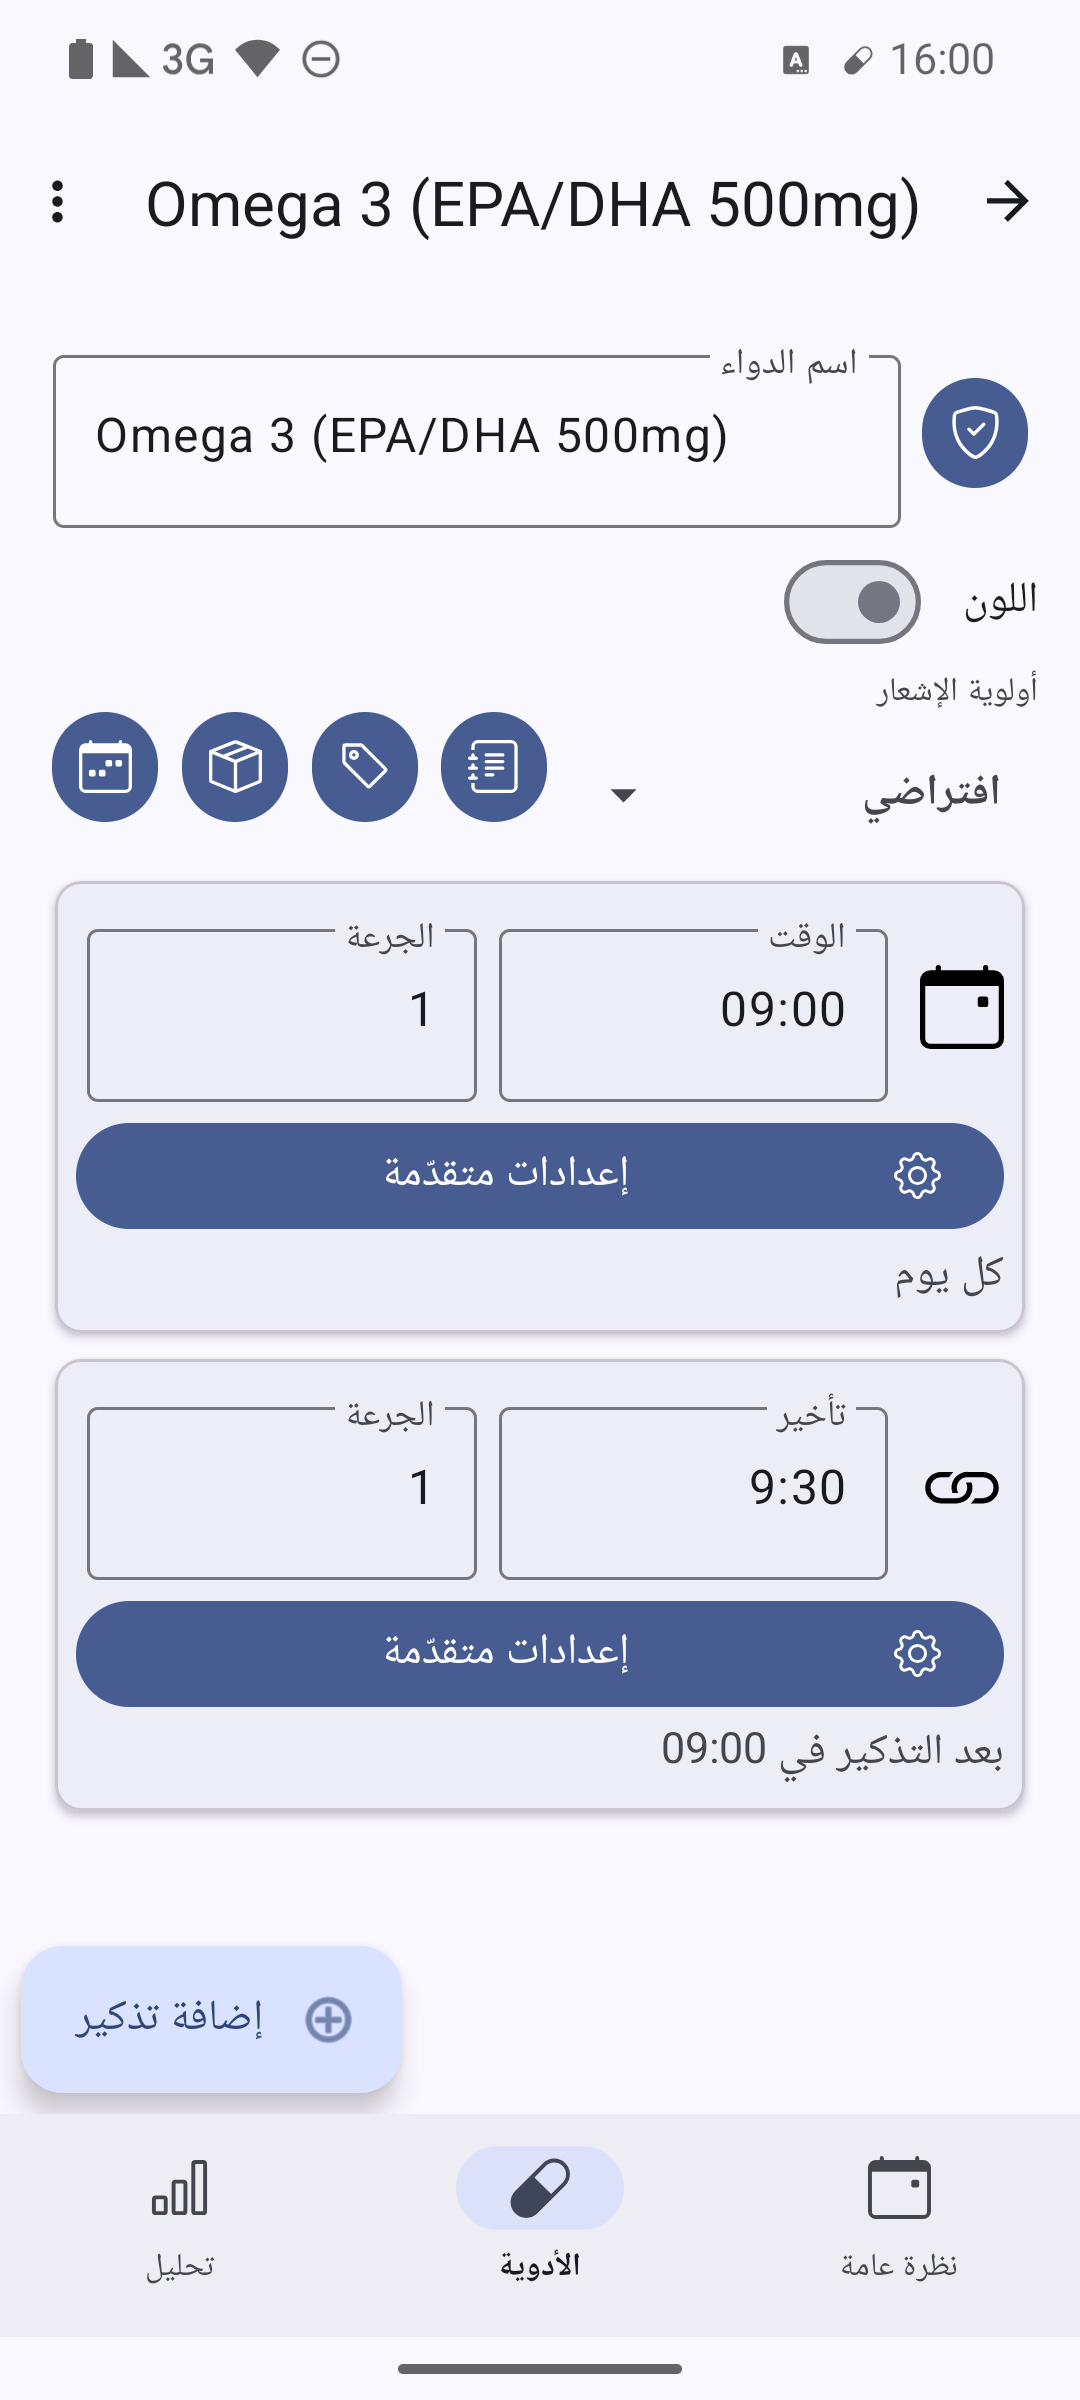 3G
16:00
Omega 3 (EPA/DHA 500mg)
اسم الدواء
Omega 3 (EPA/DHA 500mg)
اللون
أولوية الإشعار
افتراضي
الوقت
09:00
الجرعة
1
إعدادات متقدّمة
كل يوم
تأخير
9:30
الجرعة
1
إعدادات متقدّمة
بعد التذكير في 09:00
إضافة تذكير
نظرة عامة
الأدوية
تحليل